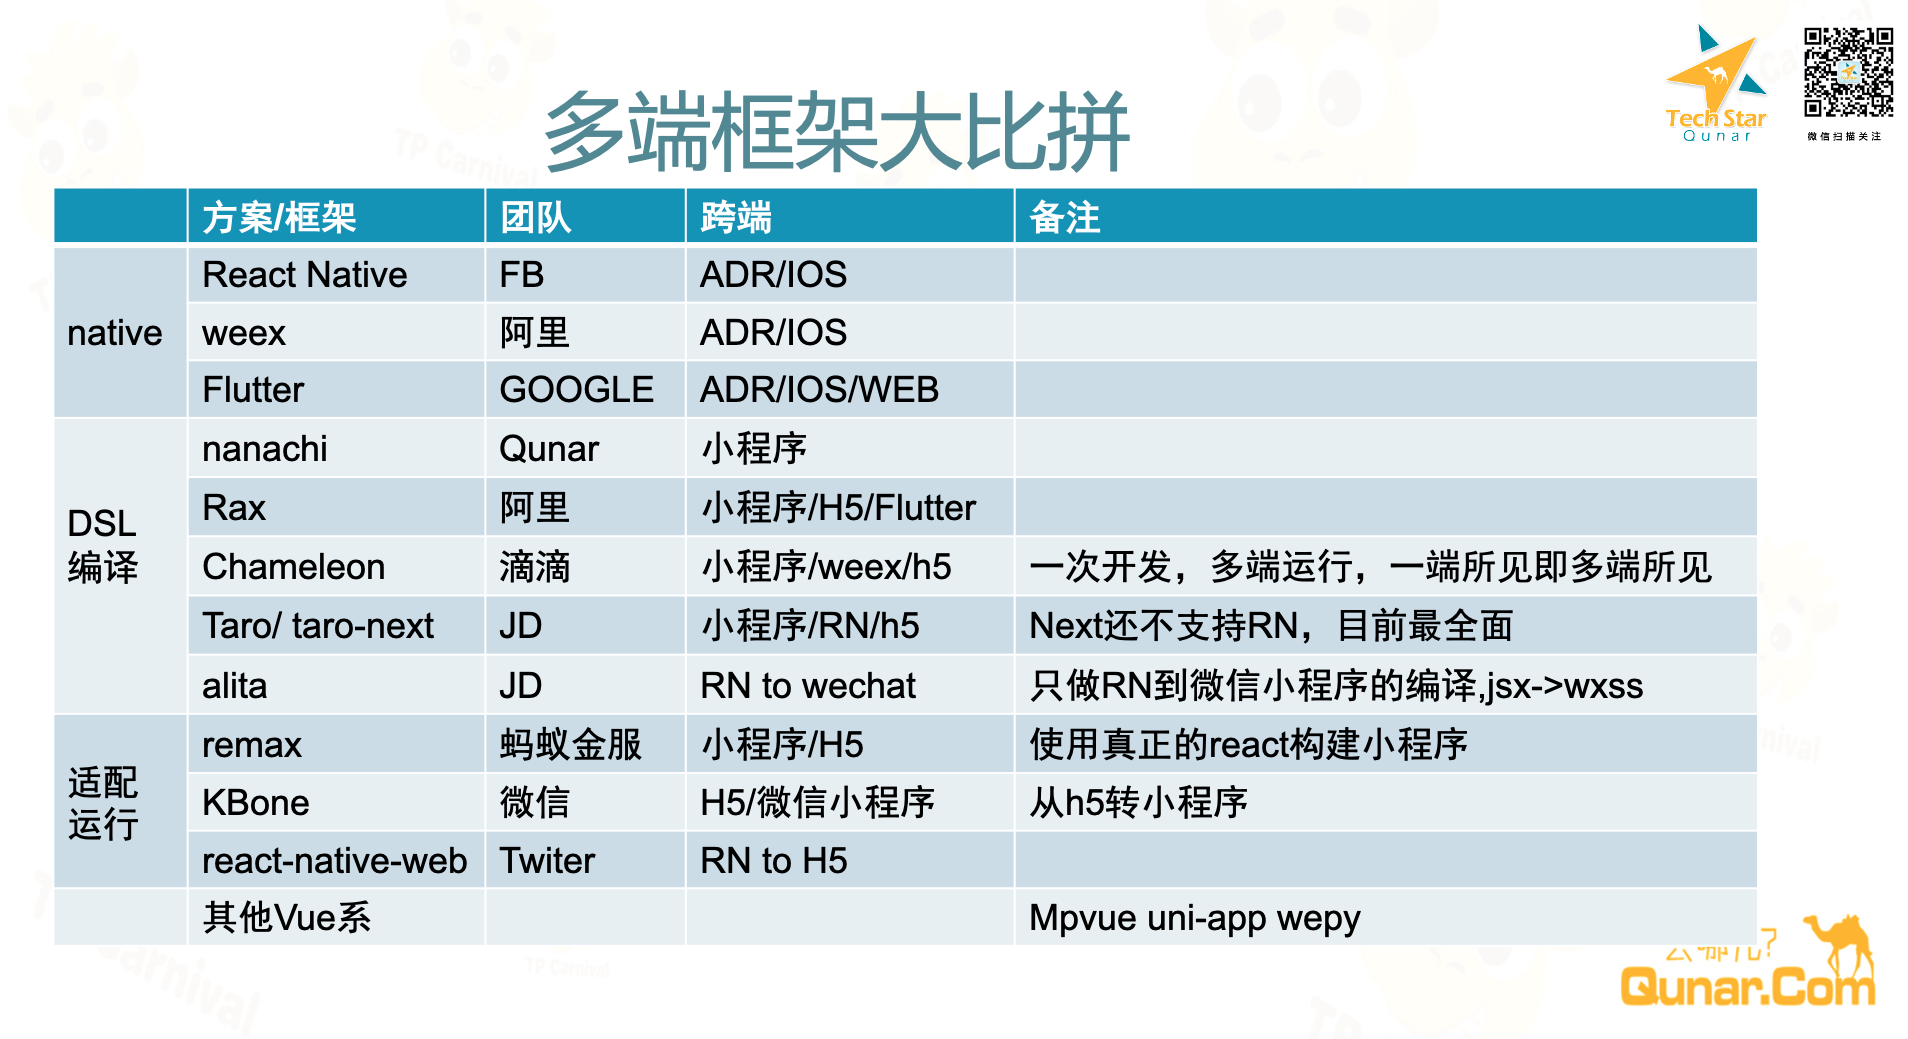 Tech Star
Qunar
微信扫描关注
多端框架大比拼
方案/框架 团队 跨端 备注
native
React Native FB ADR/IOS
weex 阿里 ADR/IOS
Flutter GOOGLE ADR/IOS/WEB
DSL
编译
nanachi Qunar 小程序
Rax 阿里 小程序/H5/Flutter
Chameleon 滴滴 小程序/weex/h5 一次开发，多端运行，一端所见即多端所见
Taro/ taro-next JD 小程序/RN/h5 Next还不支持RN，目前最全面
alita JD RN to wechat 只做RN到微信小程序的编译,jsx->wxss
适配
运行
remax 蚂蚁金服 小程序/H5 使用真正的react构建小程序
KBone 微信 H5/微信小程序 从h5转小程序
react-native-web Twiter RN to H5
其他Vue系 Mpvue uni-app wepy
去哪儿?
Qunar.Com
TP Carnival
TP Carnival